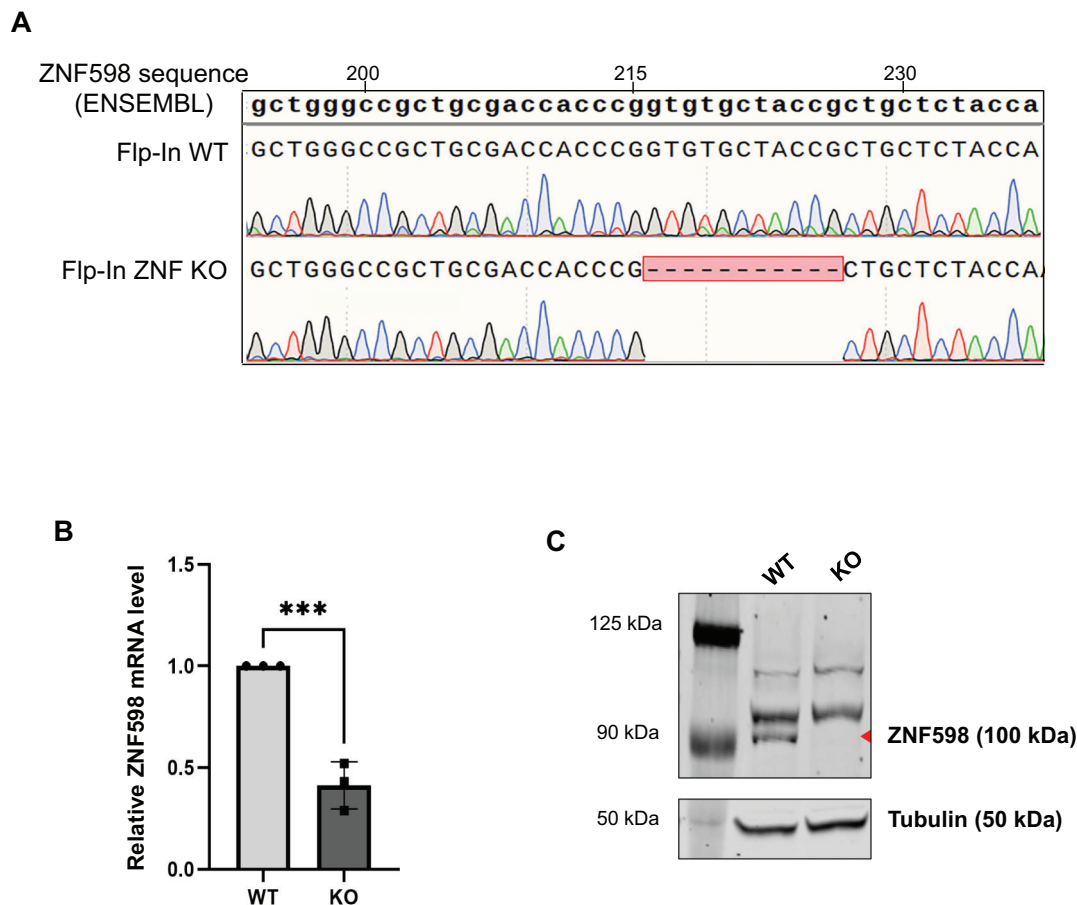 A
ZNF598 sequence
(ENSEMBL)
200 215 230
gctgggccgctgcgaccacccggtgtgctaccgctgctctacca
Flp-In WT
GCTGGGCCGCTGCGACCACCCGGTGTGCTACCGCTGCTCTACCA
Flp-In ZNF KO
GCTGGGCCGCTGCGACCACCCG-----------CTGCTCTACCA
B
Relative ZNF598 mRNA level
1.5
1.0
0.5
0.0
***
WT KO
C
WT KO
125 kDa
90 kDa
ZNF598 (100 kDa)
50 kDa
Tubulin (50 kDa)